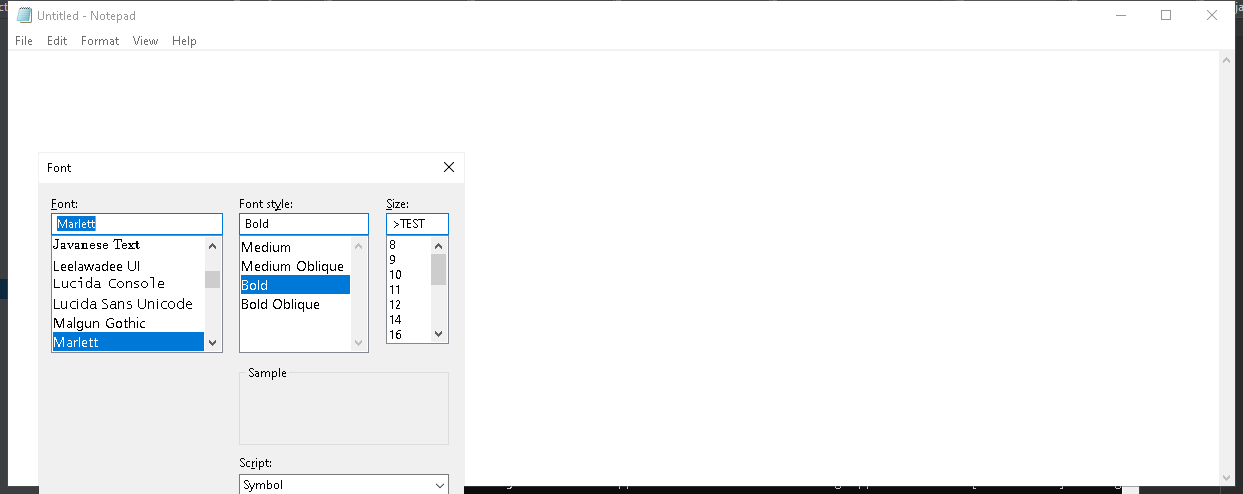 Untitled - Notepad
File Edit Format View Help
Font
Font: Font style: Size:
Marlett Bold >TEST
Javanese Text
Leelawadee UI
Lucida Console
Lucida Sans Unicode
Malgun Gothic
Marlett
Medium
Medium Oblique
Bold
Bold Oblique
8
9
10
11
12
14
16
Sample
Script:
Symbol